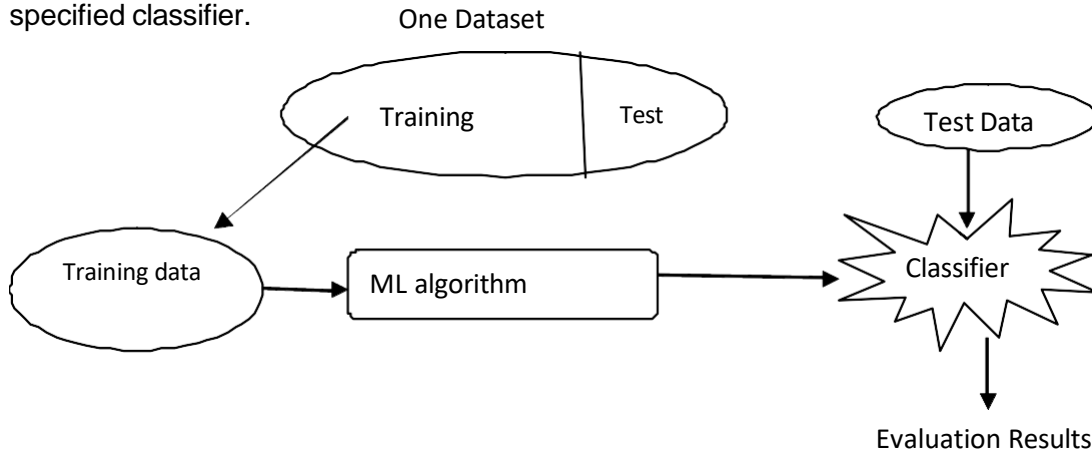 specified classifier.
One Dataset
Training
Test
Test Data
Training data
ML algorithm
Classifier
Evaluation Results